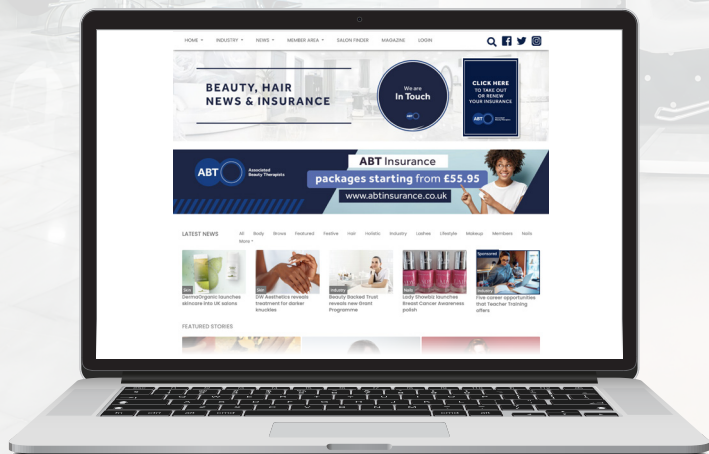 HOME INDUSTRY NEWS MEMBER AREA SALON FINDER MAGAZINE LOGIN
BEAUTY, HAIR
NEWS & INSURANCE
We are
In Touch
ABT
CLICK HERE
TO TAKE OUT
OR RENEW
YOUR INSURANCE
ABT
ABT
Associated
Beauty Therapists
ABT Insurance
packages starting from £55.95
www.abtinsurance.co.uk
LATEST NEWS
All Body Brows Featured Festive Hair Holistic Industry Lashes Lifestyle Makeup Members Nails
More
Skin
DermaOrganic launches
skincare into UK salons
Skin
DW Aesthetics reveals
treatment for darker
knuckles
Industry
Beauty Backed Trust
reveals new Grant
Programme
Nails
Lady Showbiz launches
Breast Cancer Awareness
polish
Sponsored
Industry
Five career opportunities
that Teacher Training
offers
FEATURED STORIES